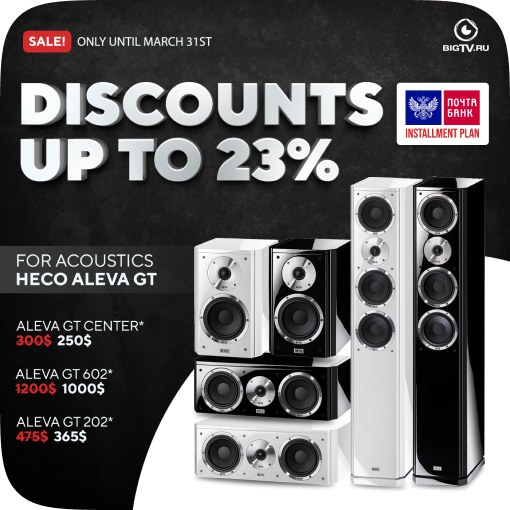 SALE! ONLY UNTIL MARCH 31ST
BIGTV.RU
DISCOUNTS
UP TO 23%
ПОЧТА
БАНК
INSTALLMENT PLAN
FOR ACOUSTICS
HECO ALEVA GT
ALEVA GT CENTER*
300$ 250$
ALEVA GT 602*
1200$ 1000$
ALEVA GT 202*
475$ 365$